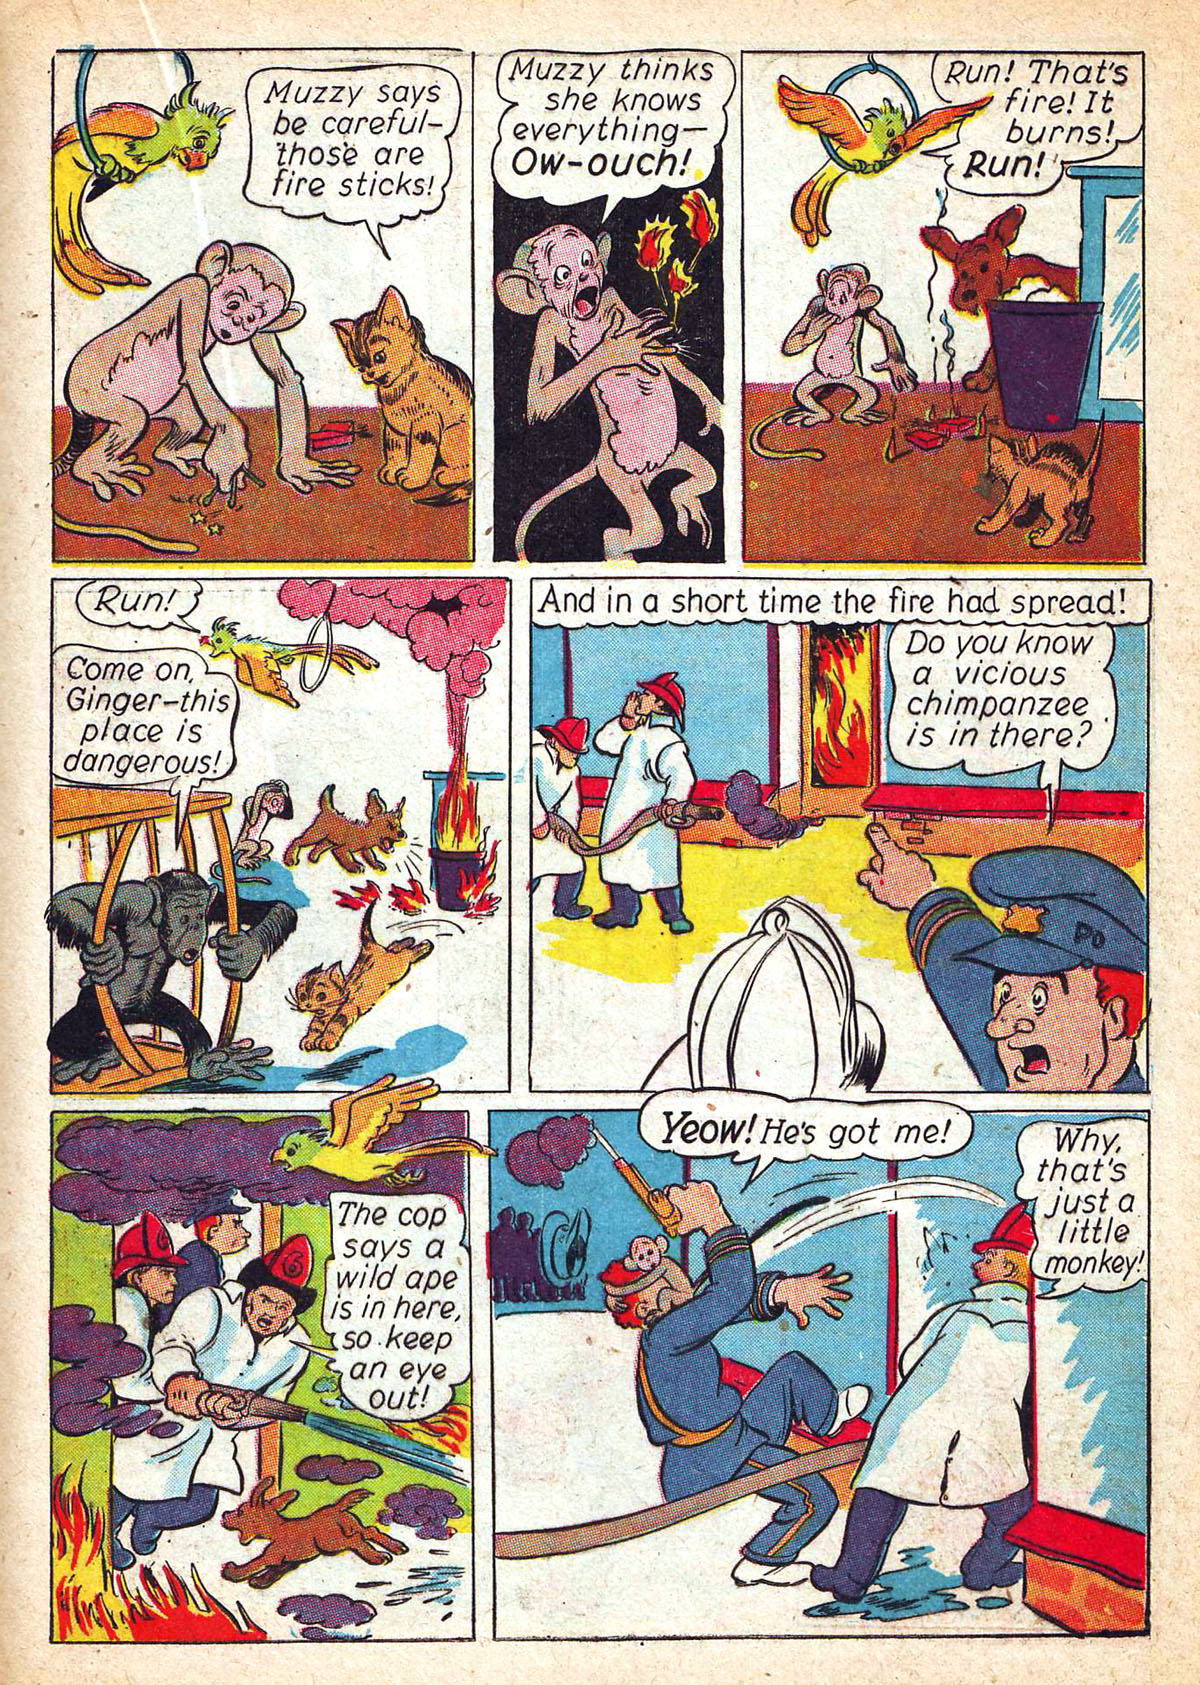 Muzzy says
be careful-
those are
fire sticks!
Muzzy thinks
she knows
everything—
Ow-ouch!
Run! That's
fire! It
burns!
Run!
Run!
Come on,
Ginger-this
place is
dangerous!
And in a short time the fire had spread!
Do you know
a vicious
chimpanzee
is in there?
PD
6
6
The cop
says a
wild ape
is in here,
so keep
an eye
out!
Yeow! He's got me!
Why,
that's
just a
little
monkey!